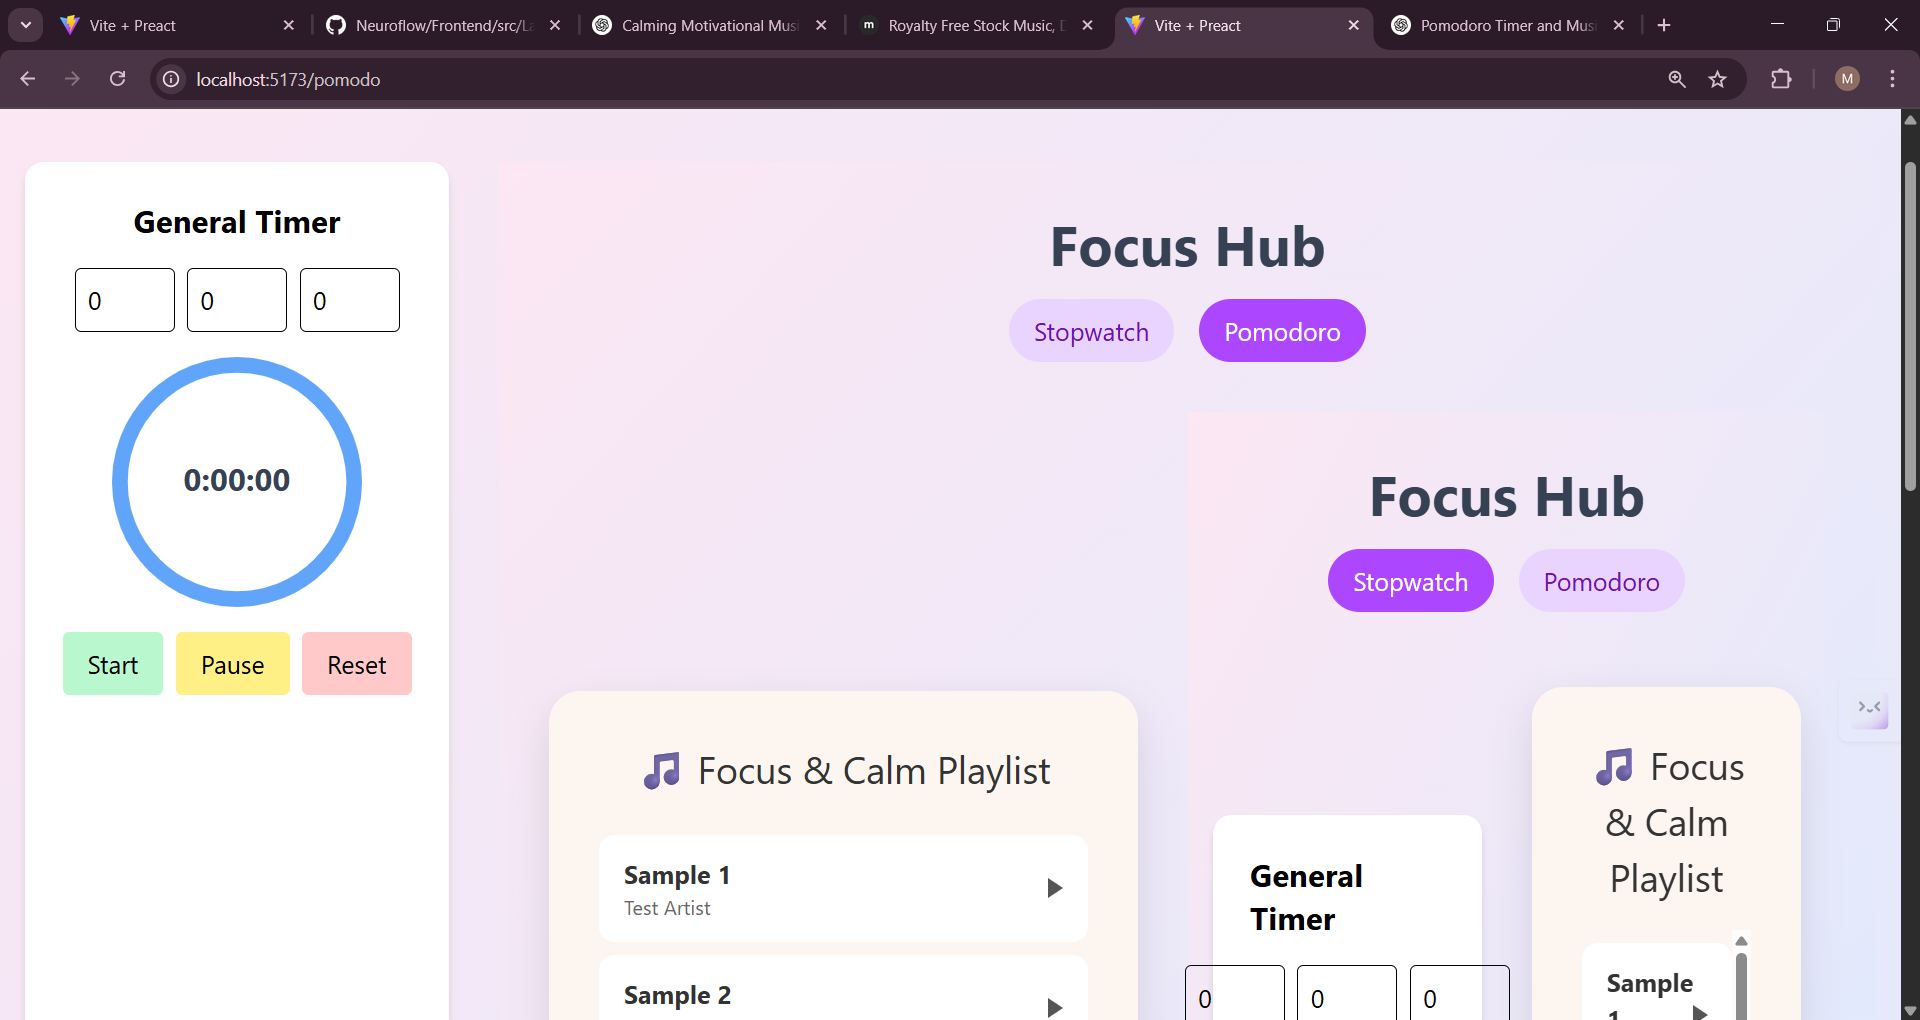 Vite + Preact
Neuroflow/Frontend/src/La
Calming Motivational Mus
Royalty Free Stock Music, D
Vite + Preact
Pomodoro Timer and Mus
localhost:5173/pomodo
M
General Timer
0
0
0
0:00:00
Start
Pause
Reset
Focus Hub
Stopwatch
Pomodoro
Focus & Calm Playlist
Sample 1
Test Artist
Sample 2
Focus Hub
Stopwatch
Pomodoro
General
Timer
0
0
0
Focus
& Calm
Playlist
Sample
1